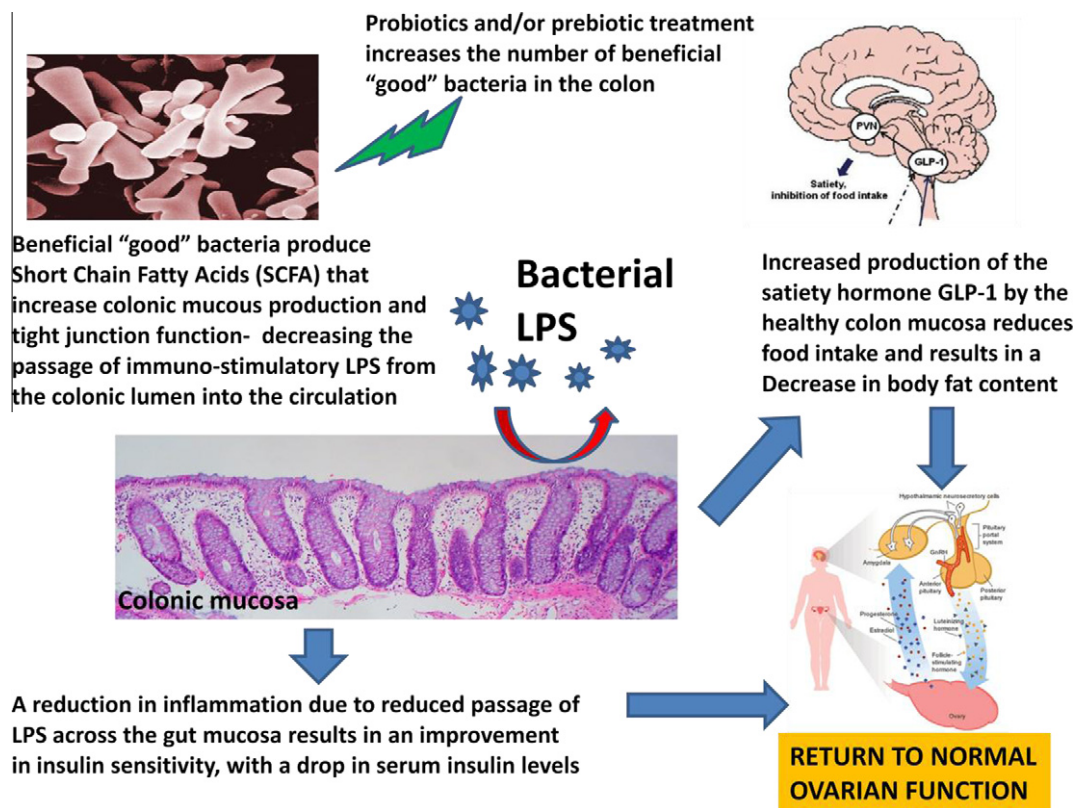 Probiotics and/or prebiotic treatment
increases the number of beneficial
“good” bacteria in the colon
PVN
GLP-1
Satiety,
inhibition of food intake
Beneficial “good” bacteria produce
Short Chain Fatty Acids (SCFA) that
increase colonic mucous production and
tight junction function-  decreasing the
passage of immuno-stimulatory LPS from
the colonic lumen into the circulation
Bacterial
LPS
Increased production of the
satiety hormone GLP-1 by the
healthy colon mucosa reduces
food intake and results in a
Decrease in body fat content
Colonic mucosa
Hypothalamic neurosecretory cells
Pituitary
portal
system
GnRH
Amygdala
Anterior
pituitary
Posterior
pituitary
Progesterone
Estradiol
Luteinizing
hormone
Follicle-
stimulating
hormone
Ovary
A reduction in inflammation due to reduced passage of
LPS across the gut mucosa results in an improvement
in insulin sensitivity, with a drop in serum insulin levels
RETURN TO NORMAL
OVARIAN FUNCTION